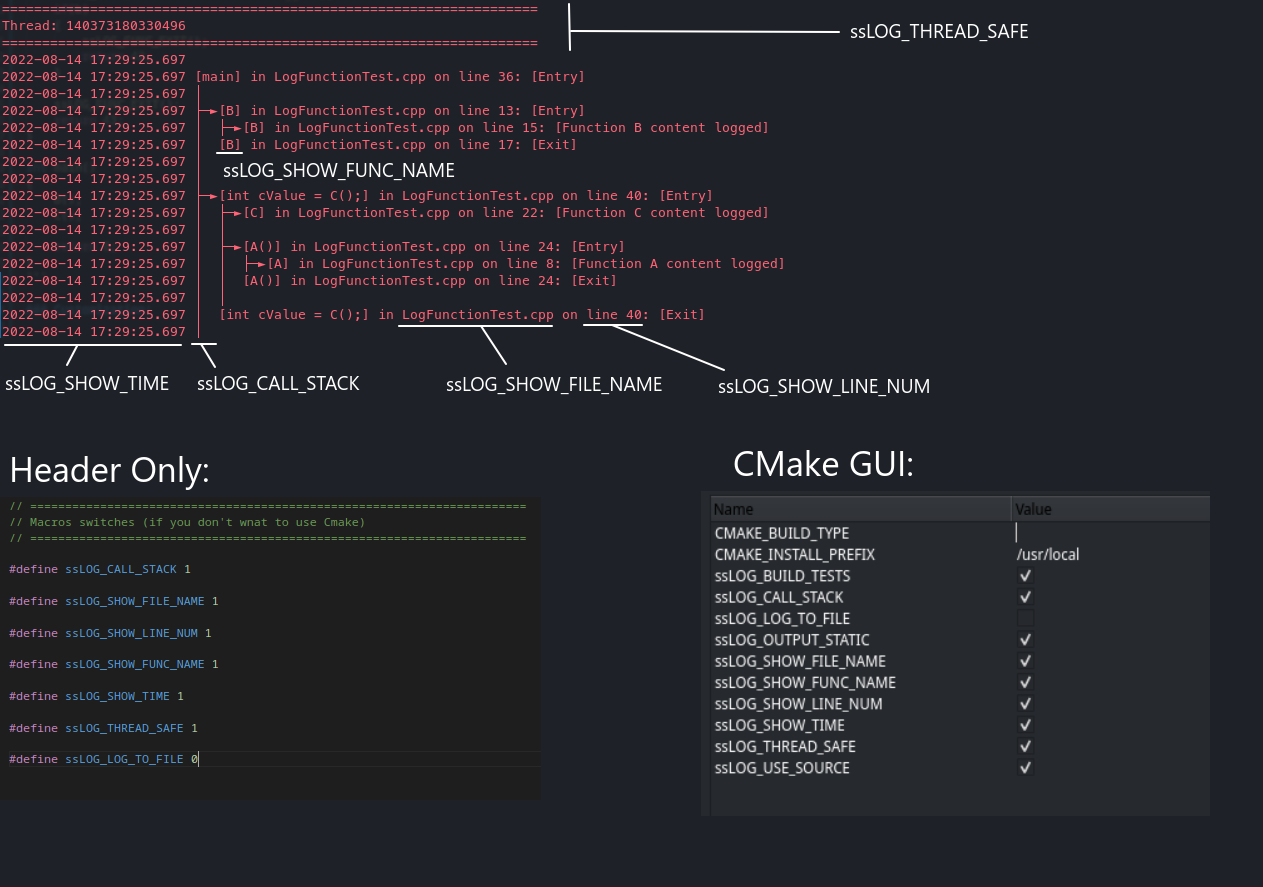 ===================================================================
Thread: 140373180330496
===================================================================
ssLOG_THREAD_SAFE
2022-08-14 17:29:25.697
2022-08-14 17:29:25.697 [main] in LogFunctionTest.cpp on line 36: [Entry]
2022-08-14 17:29:25.697 │
2022-08-14 17:29:25.697 ├─►[B] in LogFunctionTest.cpp on line 13: [Entry]
2022-08-14 17:29:25.697 │  ├─►[B] in LogFunctionTest.cpp on line 15: [Function B content logged]
2022-08-14 17:29:25.697 │  [B] in LogFunctionTest.cpp on line 17: [Exit]
2022-08-14 17:29:25.697 │
ssLOG_SHOW_FUNC_NAME
2022-08-14 17:29:25.697 │
2022-08-14 17:29:25.697 ├─►[int cValue = C();] in LogFunctionTest.cpp on line 40: [Entry]
2022-08-14 17:29:25.697 │  ├─►[C] in LogFunctionTest.cpp on line 22: [Function C content logged]
2022-08-14 17:29:25.697 │  │
2022-08-14 17:29:25.697 │  ├─►[A()] in LogFunctionTest.cpp on line 24: [Entry]
2022-08-14 17:29:25.697 │  │  ├─►[A] in LogFunctionTest.cpp on line 8: [Function A content logged]
2022-08-14 17:29:25.697 │  │  [A()] in LogFunctionTest.cpp on line 24: [Exit]
2022-08-14 17:29:25.697 │  │
2022-08-14 17:29:25.697 │  [int cValue = C();] in LogFunctionTest.cpp on line 40: [Exit]
2022-08-14 17:29:25.697 │
ssLOG_SHOW_TIME
ssLOG_CALL_STACK
ssLOG_SHOW_FILE_NAME
ssLOG_SHOW_LINE_NUM
Header Only:
// =======================================================================
// Macros switches (if you don't wnat to use Cmake)
// =======================================================================
#define ssLOG_CALL_STACK 1
#define ssLOG_SHOW_FILE_NAME 1
#define ssLOG_SHOW_LINE_NUM 1
#define ssLOG_SHOW_FUNC_NAME 1
#define ssLOG_SHOW_TIME 1
#define ssLOG_THREAD_SAFE 1
#define ssLOG_LOG_TO_FILE 0
CMake GUI:
Name Value
CMAKE_BUILD_TYPE
CMAKE_INSTALL_PREFIX /usr/local
ssLOG_BUILD_TESTS ✓
ssLOG_CALL_STACK ✓
ssLOG_LOG_TO_FILE
ssLOG_OUTPUT_STATIC ✓
ssLOG_SHOW_FILE_NAME ✓
ssLOG_SHOW_FUNC_NAME ✓
ssLOG_SHOW_LINE_NUM ✓
ssLOG_SHOW_TIME ✓
ssLOG_THREAD_SAFE ✓
ssLOG_USE_SOURCE ✓